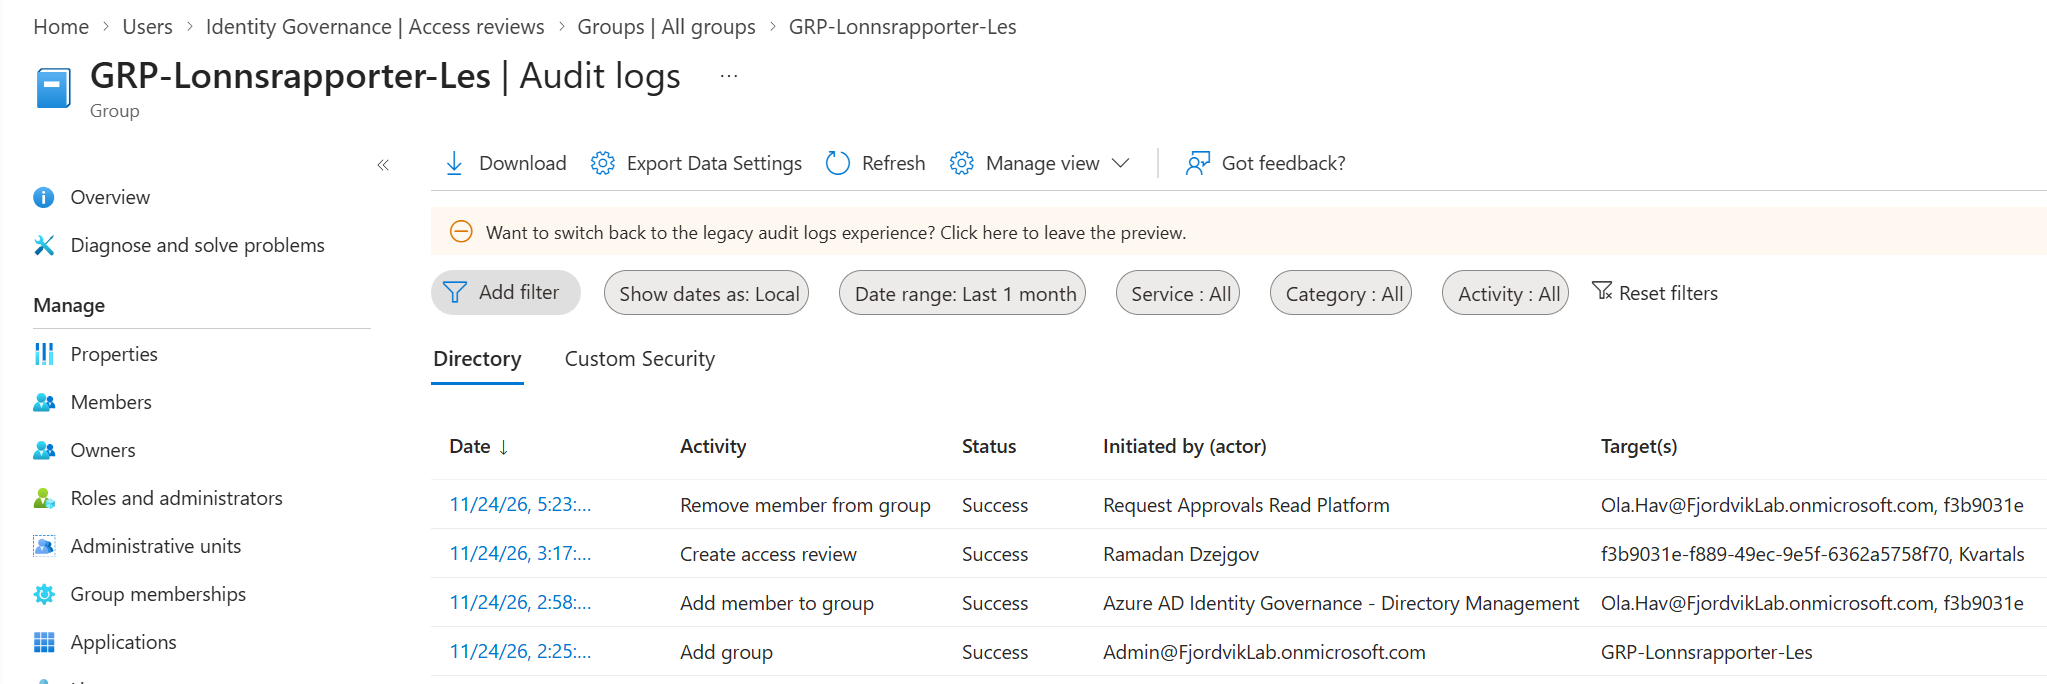 Home > Users > Identity Governance | Access reviews > Groups | All groups > GRP-Lonnsrapporter-Les
GRP-Lonnsrapporter-Les | Audit logs ...
Group
«
Overview
Diagnose and solve problems
Manage
Properties
Members
Owners
Roles and administrators
Administrative units
Group memberships
Applications
Download Export Data Settings Refresh Manage view Got feedback?
Want to switch back to the legacy audit logs experience? Click here to leave the preview.
Add filter Show dates as: Local Date range: Last 1 month Service : All Category : All Activity : All Reset filters
Directory Custom Security
Date ↓ Activity Status Initiated by (actor) Target(s)
11/24/26, 5:23:... Remove member from group Success Request Approvals Read Platform Ola.Hav@FjordvikLab.onmicrosoft.com, f3b9031e
11/24/26, 3:17:... Create access review Success Ramadan Dzejgov f3b9031e-f889-49ec-9e5f-6362a5758f70, Kvartals
11/24/26, 2:58:... Add member to group Success Azure AD Identity Governance - Directory Management Ola.Hav@FjordvikLab.onmicrosoft.com, f3b9031e
11/24/26, 2:25:... Add group Success Admin@FjordvikLab.onmicrosoft.com GRP-Lonnsrapporter-Les